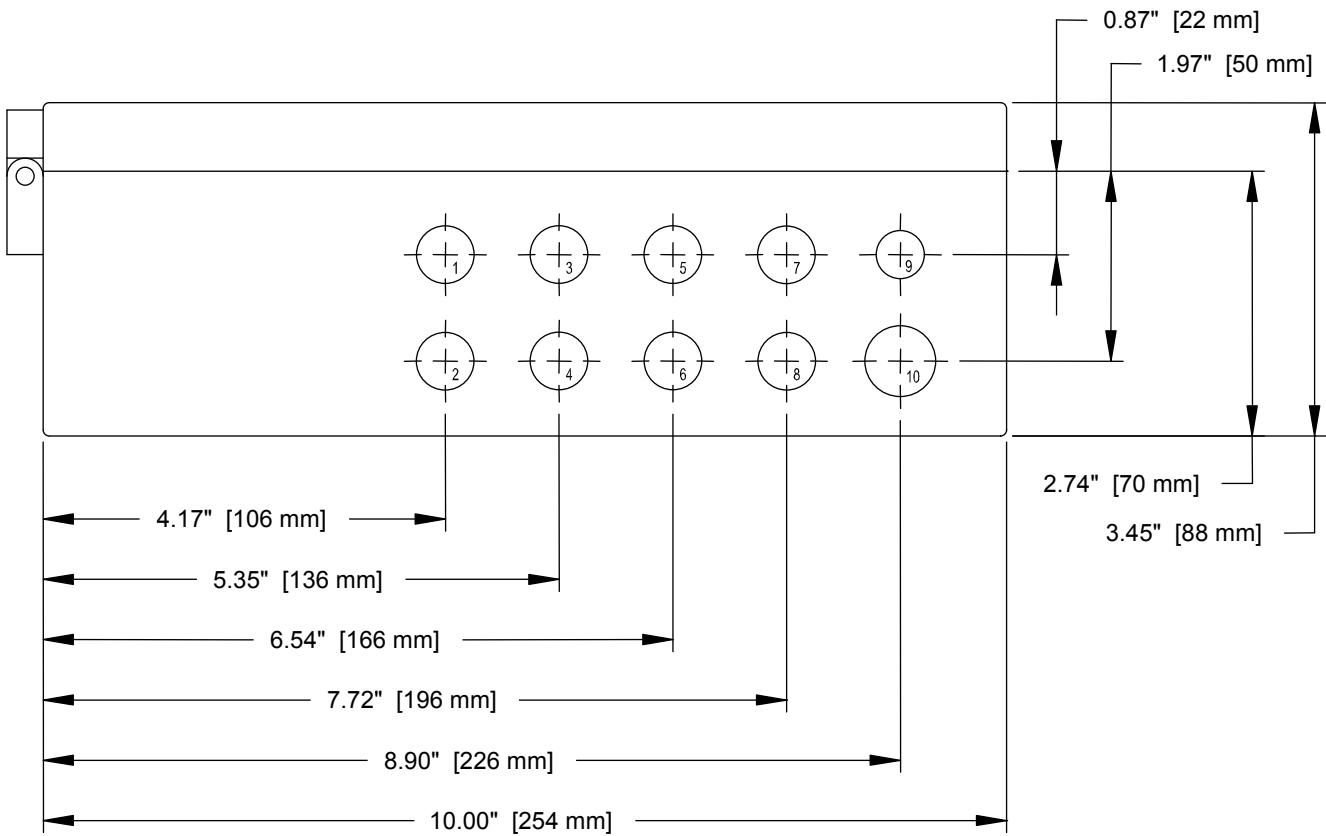 0.87" [22 mm]
1.97" [50 mm]
1
3
5
7
9
2
4
6
8
10
2.74" [70 mm]
4.17" [106 mm]
3.45" [88 mm]
5.35" [136 mm]
6.54" [166 mm]
7.72" [196 mm]
8.90" [226 mm]
10.00" [254 mm]